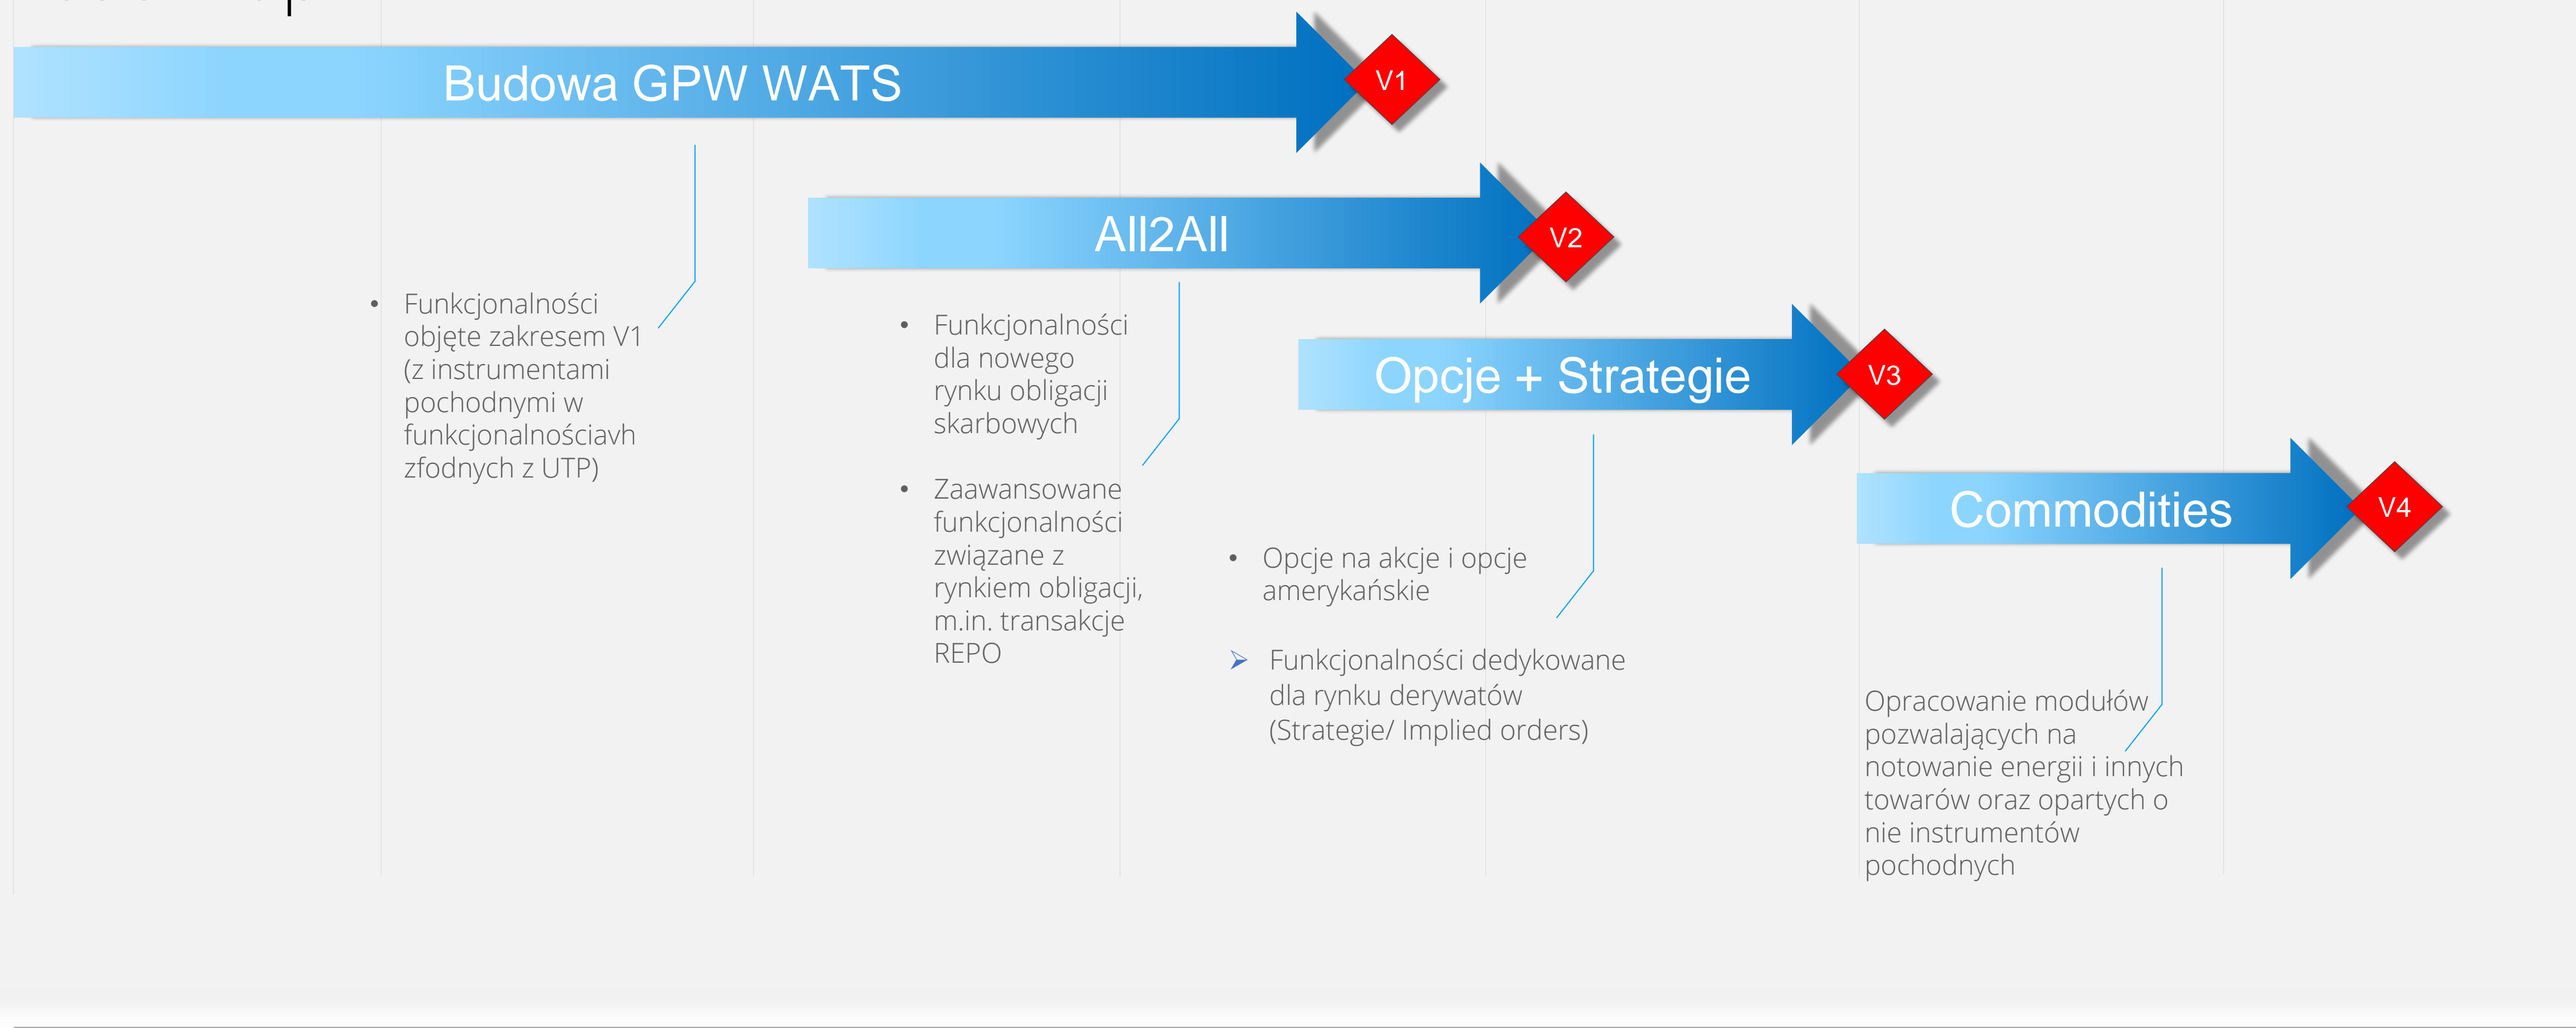 Budowa GPW WATS
V1
All2All
V2
Funkcjonalności
objęte zakresem V1
(z instrumentami
pochodnymi w
funkcjonalnościavh
zfodnych z UTP)
Funkcjonalności
dla nowego
rynku obligacji
skarbowych
Zaawansowane
funkcjonalności
związane z
rynkiem obligacji,
m.in. transakcje
REPO
Opcje + Strategie
V3
Opcje na akcje i opcje
amerykańskie
Funkcjonalności dedykowane
dla rynku derywatów
(Strategie/ Implied orders)
Commodities
V4
Opracowanie modułów
pozwalających na
notowanie energii i innych
towarów oraz opartych o
nie instrumentów
pochodnych